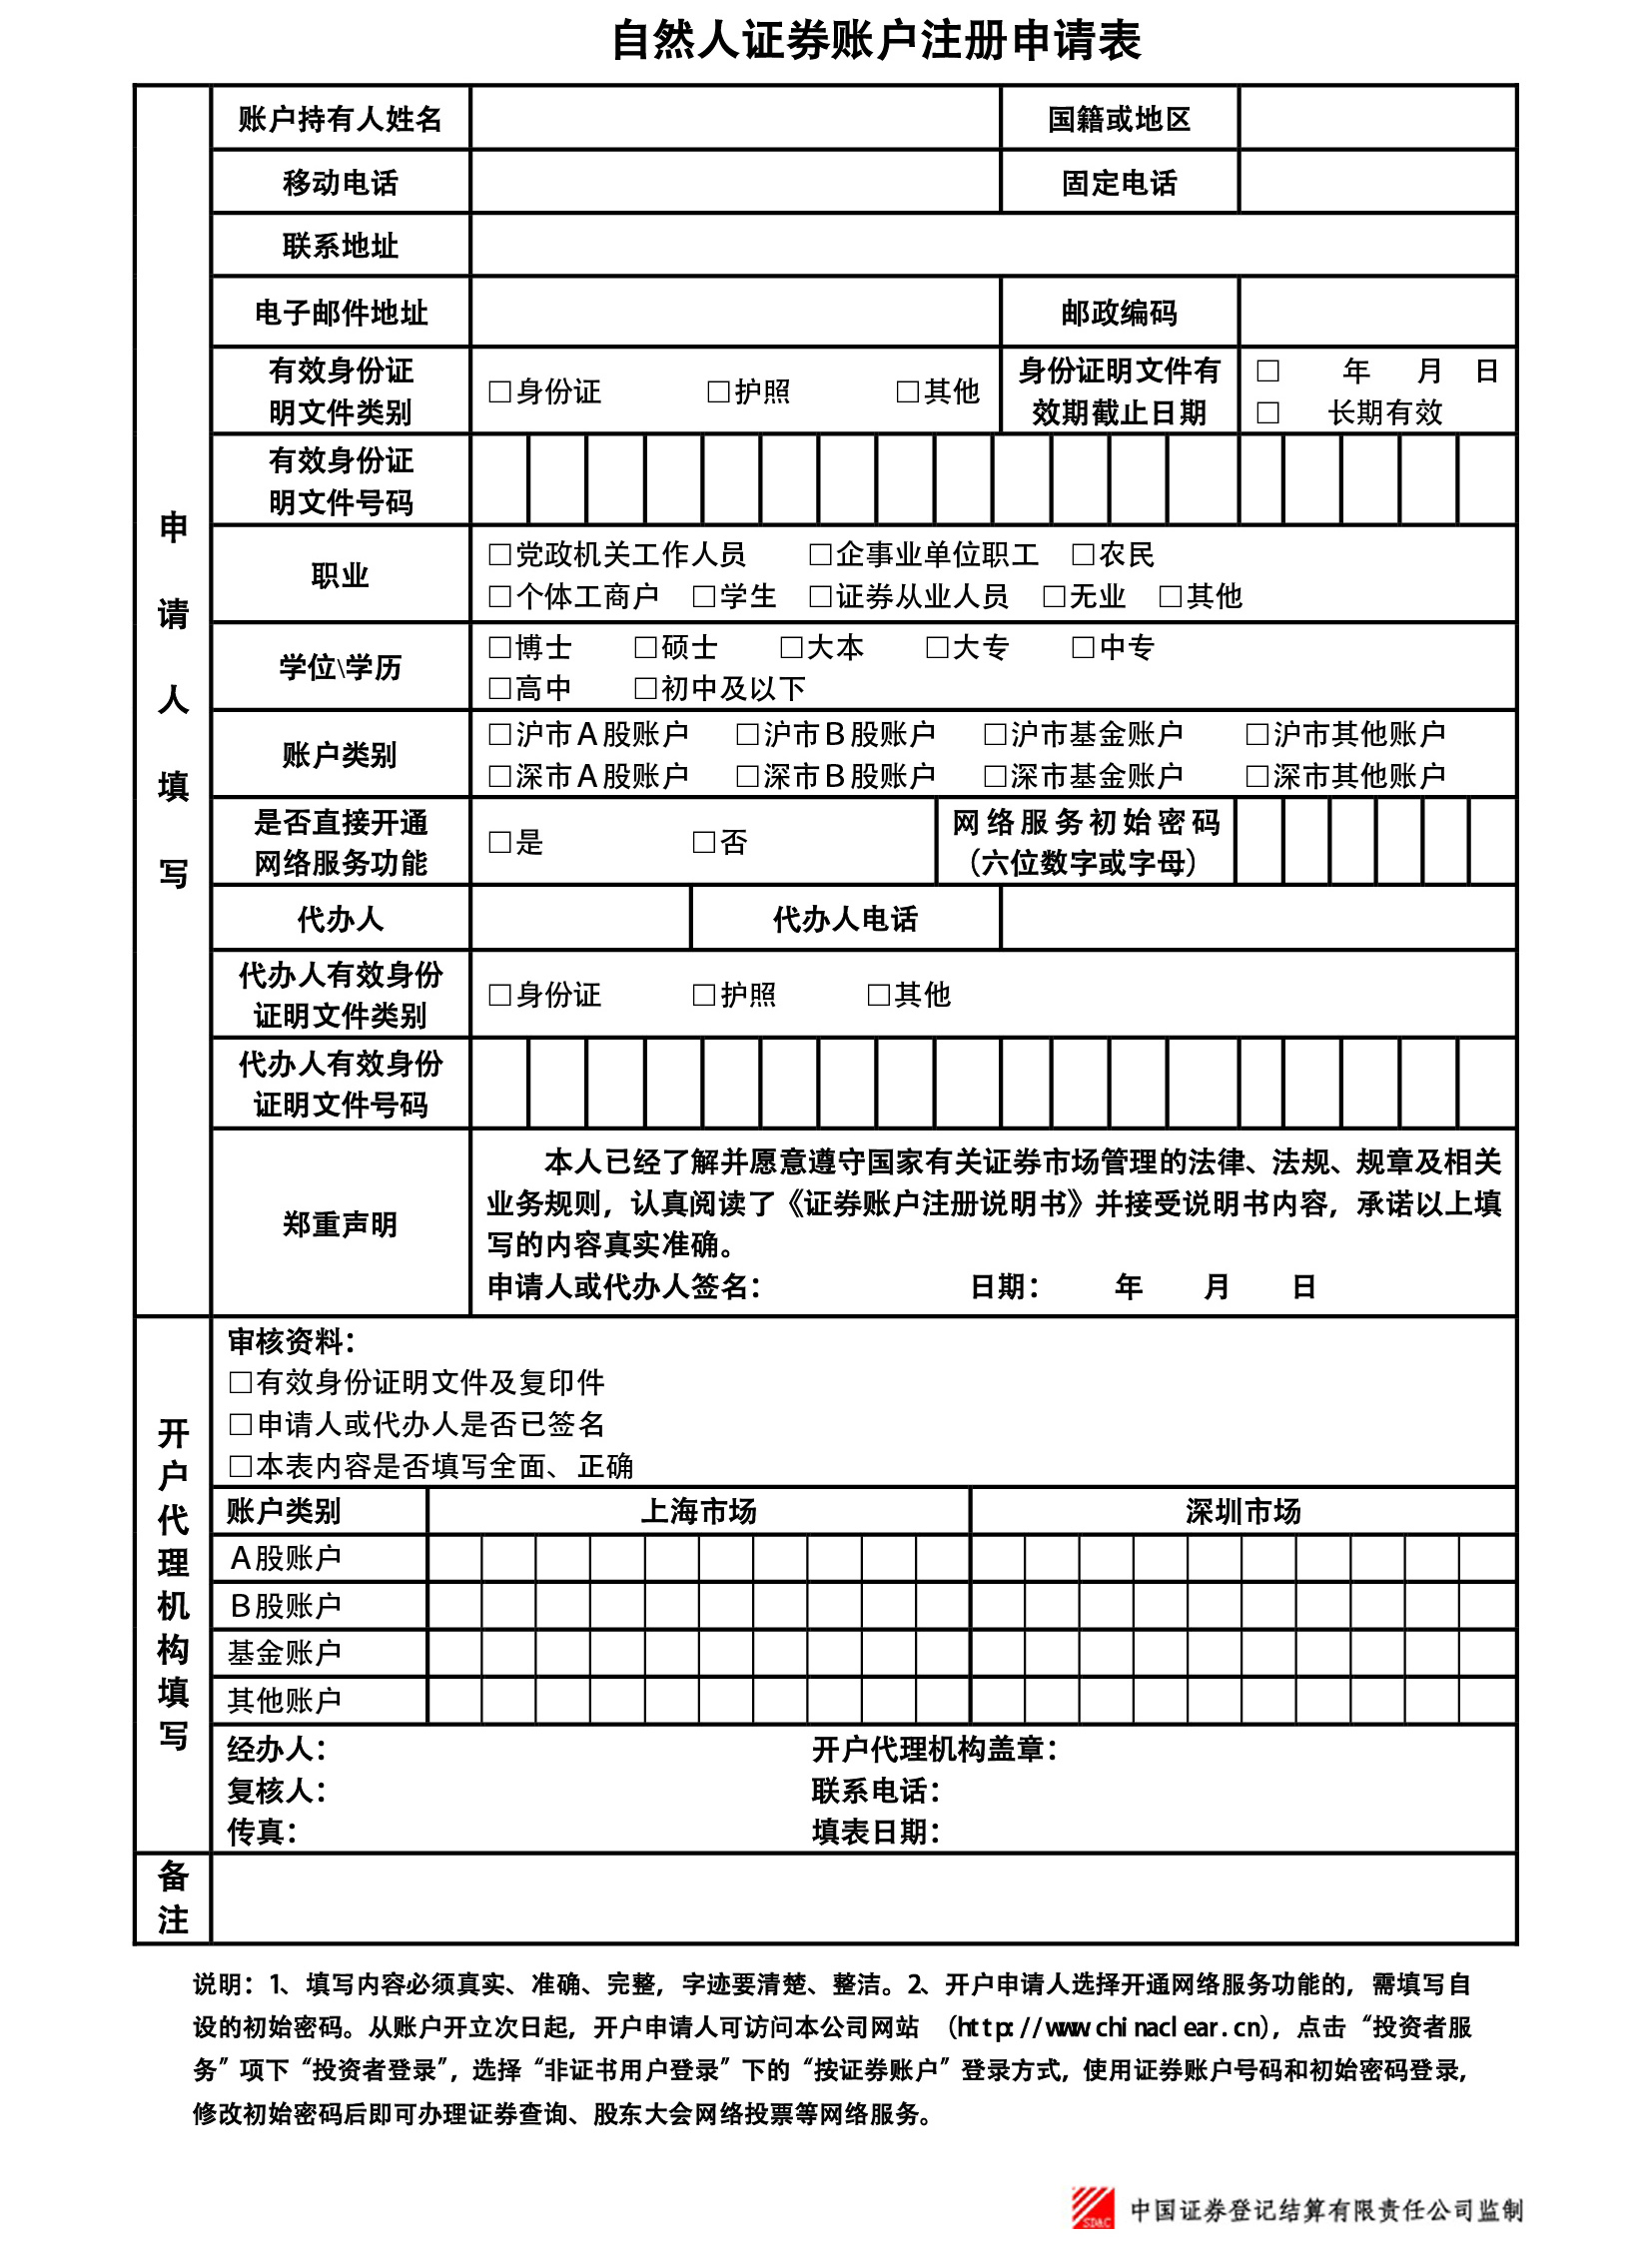 自然人证券账户注册申请表
申请人填写
账户持有人姓名 国籍或地区
移动电话 固定电话
联系地址
电子邮件地址 邮政编码
有效身份证
明文件类别
□身份证 □护照 □其他
身份证明文件有
效期截止日期
□ 年 月 日
□ 长期有效
有效身份证
明文件号码
职业
□党政机关工作人员 □企事业单位职工 □农民
□个体工商户 □学生 □证券从业人员 □无业 □其他
学位\学历
□博士 □硕士 □大本 □大专 □中专
□高中 □初中及以下
账户类别
□沪市A股账户 □沪市B股账户 □沪市基金账户 □沪市其他账户
□深市A股账户 □深市B股账户 □深市基金账户 □深市其他账户
是否直接开通
网络服务功能
□是 □否
网络服务初始密码
（六位数字或字母）
代办人 代办人电话
代办人有效身份
证明文件类别
□身份证 □护照 □其他
代办人有效身份
证明文件号码
郑重声明
本人已经了解并愿意遵守国家有关证券市场管理的法律、法规、规章及相关
业务规则，认真阅读了《证券账户注册说明书》并接受说明书内容，承诺以上填
写的内容真实准确。
申请人或代办人签名： 日期： 年 月 日
开户代理机构填写
审核资料：
□有效身份证明文件及复印件
□申请人或代办人是否已签名
□本表内容是否填写全面、正确
账户类别 上海市场 深圳市场
A股账户
B股账户
基金账户
其他账户
经办人： 开户代理机构盖章：
复核人： 联系电话：
传真： 填表日期：
备注
说明：1、填写内容必须真实、准确、完整，字迹要清楚、整洁。2、开户申请人选择开通网络服务功能的，需填写自
设的初始密码。从账户开立次日起，开户申请人可访问本公司网站 （http://www.chinaclear.cn），点击“投资者服
务”项下“投资者登录”，选择“非证书用户登录”下的“按证券账户”登录方式，使用证券账户号码和初始密码登录，
修改初始密码后即可办理证券查询、股东大会网络投票等网络服务。
SD&C
中国证券登记结算有限责任公司监制